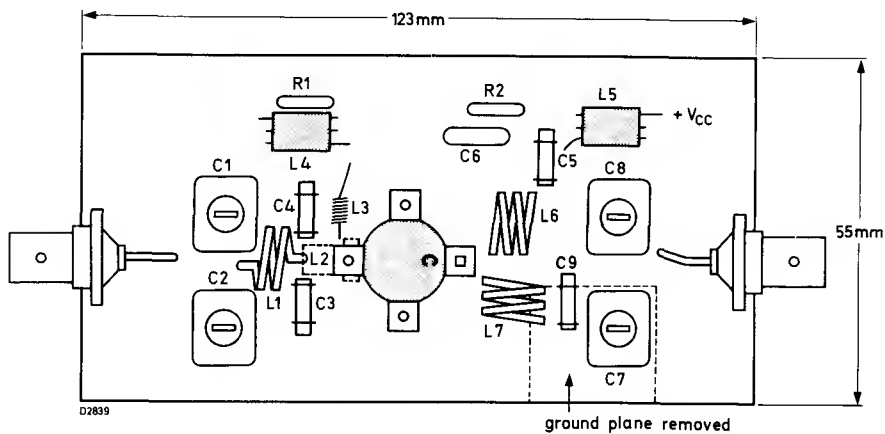 123mm
R1
R2
L5
+ VCC
C1
L4
C6
C5
C8
C4
L3
L6
55mm
L2
c
C2
L1
C3
C9
L7
C7
D2839
ground plane removed